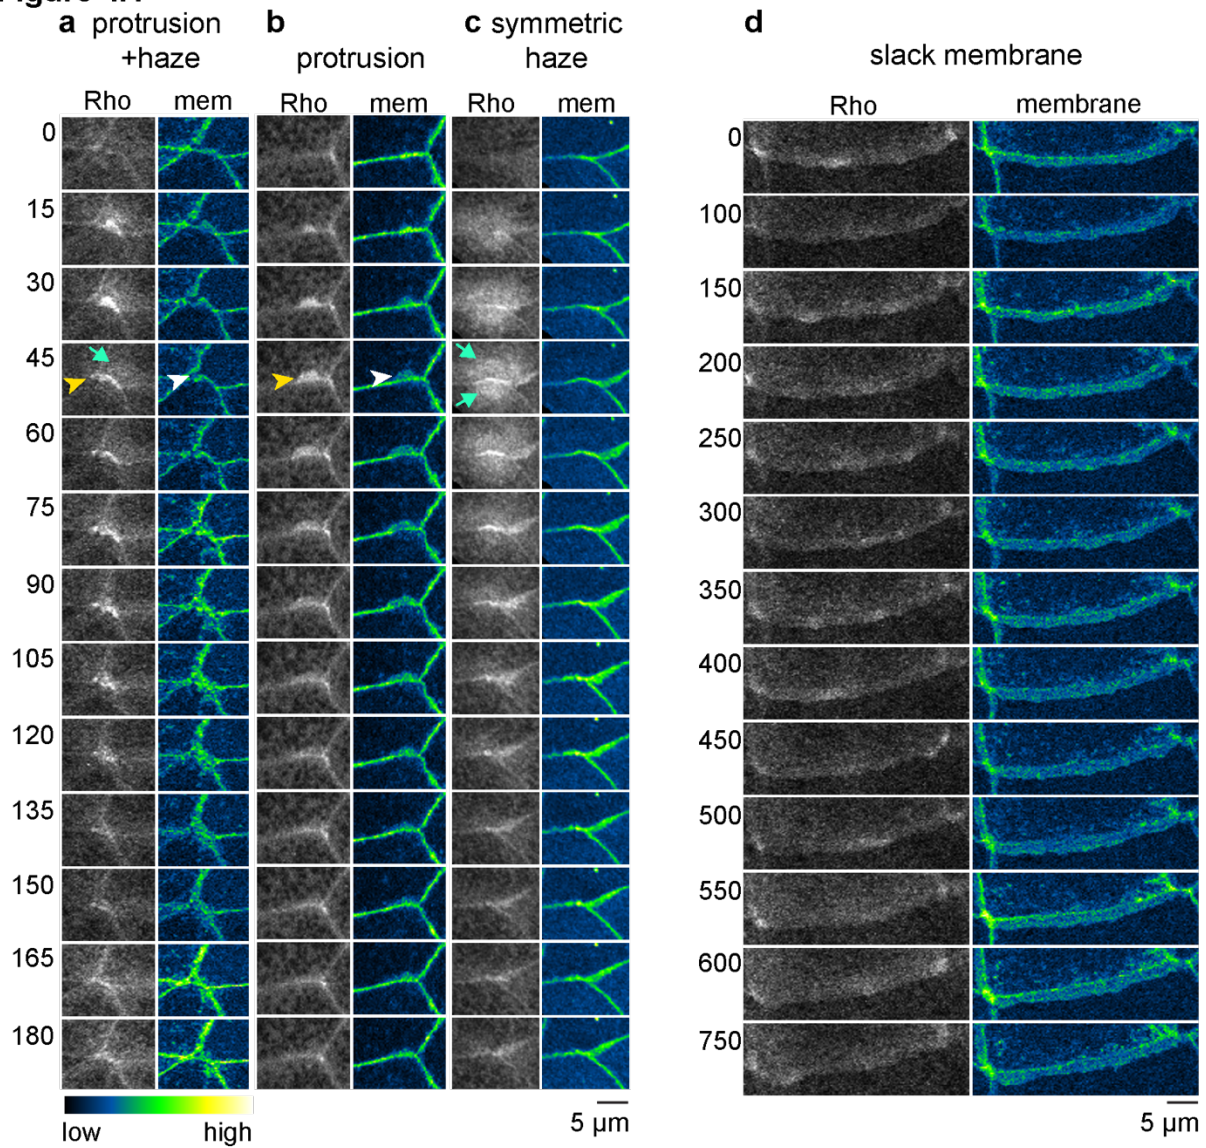 a protrusion +haze
b protrusion
c symmetric haze
d slack membrane
Rho mem Rho mem Rho mem
Rho membrane
0
15
30
45
60
75
90
105
120
135
150
165
180
0
100
150
200
250
300
350
400
450
500
550
600
750
low high
5 µm
5 µm